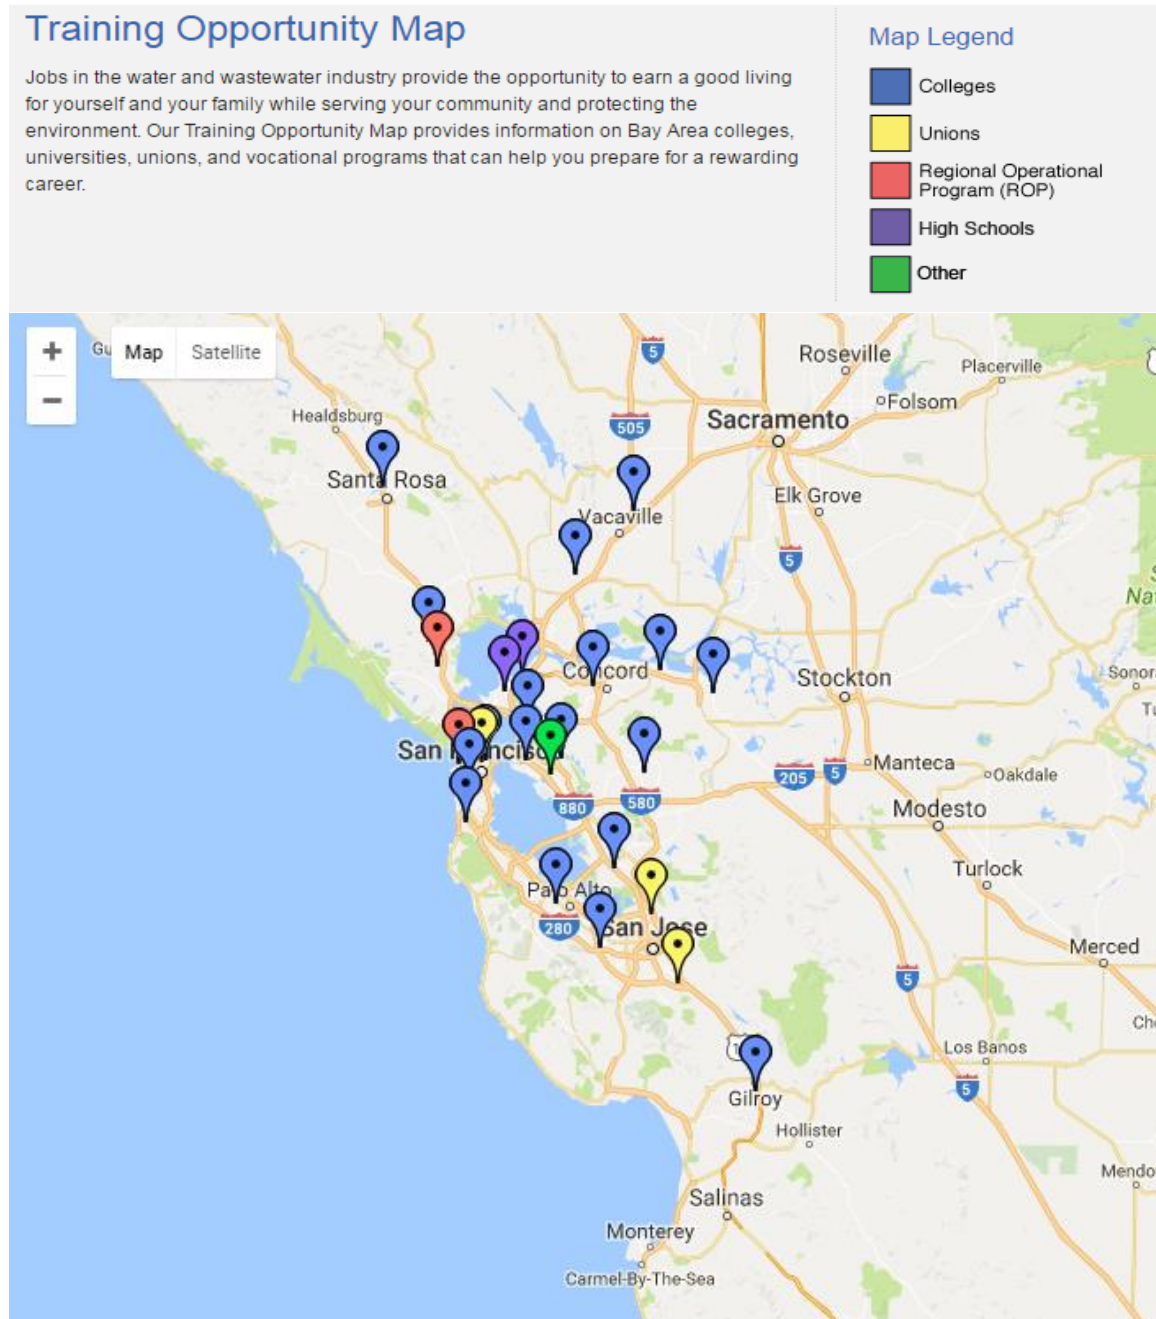 Training Opportunity Map
Jobs in the water and wastewater industry provide the opportunity to earn a good living
for yourself and your family while serving your community and protecting the
environment. Our Training Opportunity Map provides information on Bay Area colleges,
universities, unions, and vocational programs that can help you prepare for a rewarding
career.
Map Legend
Colleges
Unions
Regional Operational
Program (ROP)
High Schools
Other
+
−
Map
Satellite
Gu
5
Roseville
Placerville
Folsom
Healdsburg
505
Sacramento
Santa Rosa
Elk Grove
Vacaville
5
Nat
Concord
Stockton
Sonor
San Francisco
Manteca
205
5
Oakdale
880
580
Modesto
Palo Alto
Turlock
280
San Jose
Merced
5
Ch
Los Banos
5
Gilroy
Hollister
Mendo
Salinas
Monterey
Carmel-By-The-Sea